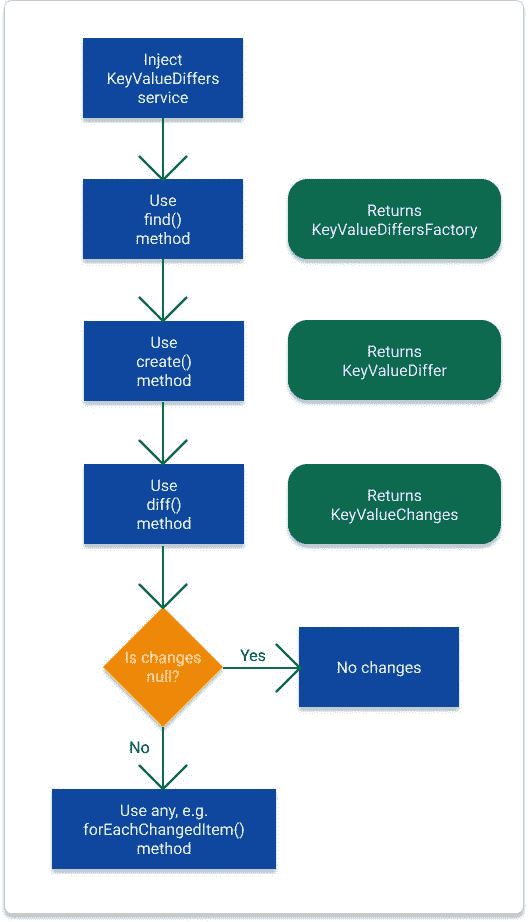 Inject
KeyValueDiffers
service
Use
find()
method
Returns
KeyValueDiffersFactory
Use
create()
method
Returns
KeyValueDiffer
Use
diff()
method
Returns
KeyValueChanges
Is changes
null?
Yes
No changes
No
Use any, e.g.
forEachChangedItem()
method